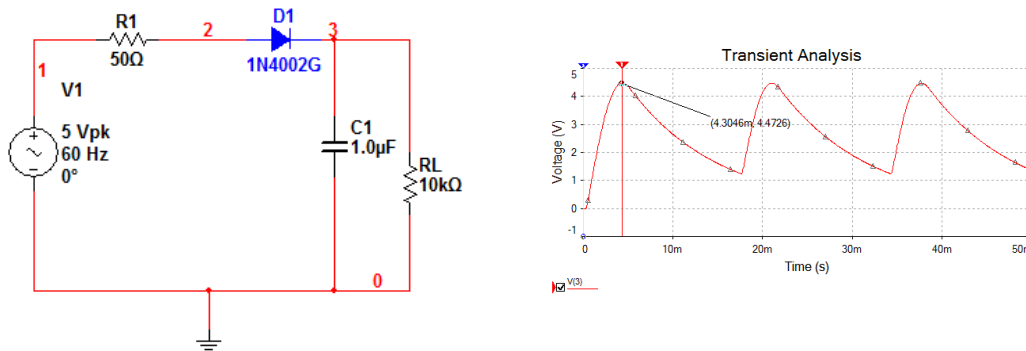 R1
50Ω
2
D1
1N4002G
3
1
V1
5 Vpk
60 Hz
0°
C1
1.0µF
RL
10kΩ
0
Transient Analysis
5
4
3
2
1
0
-1
Voltage (V)
(4.3046m, 4.4726)
0
10m
20m
30m
40m
50m
Time (s)
V(3)